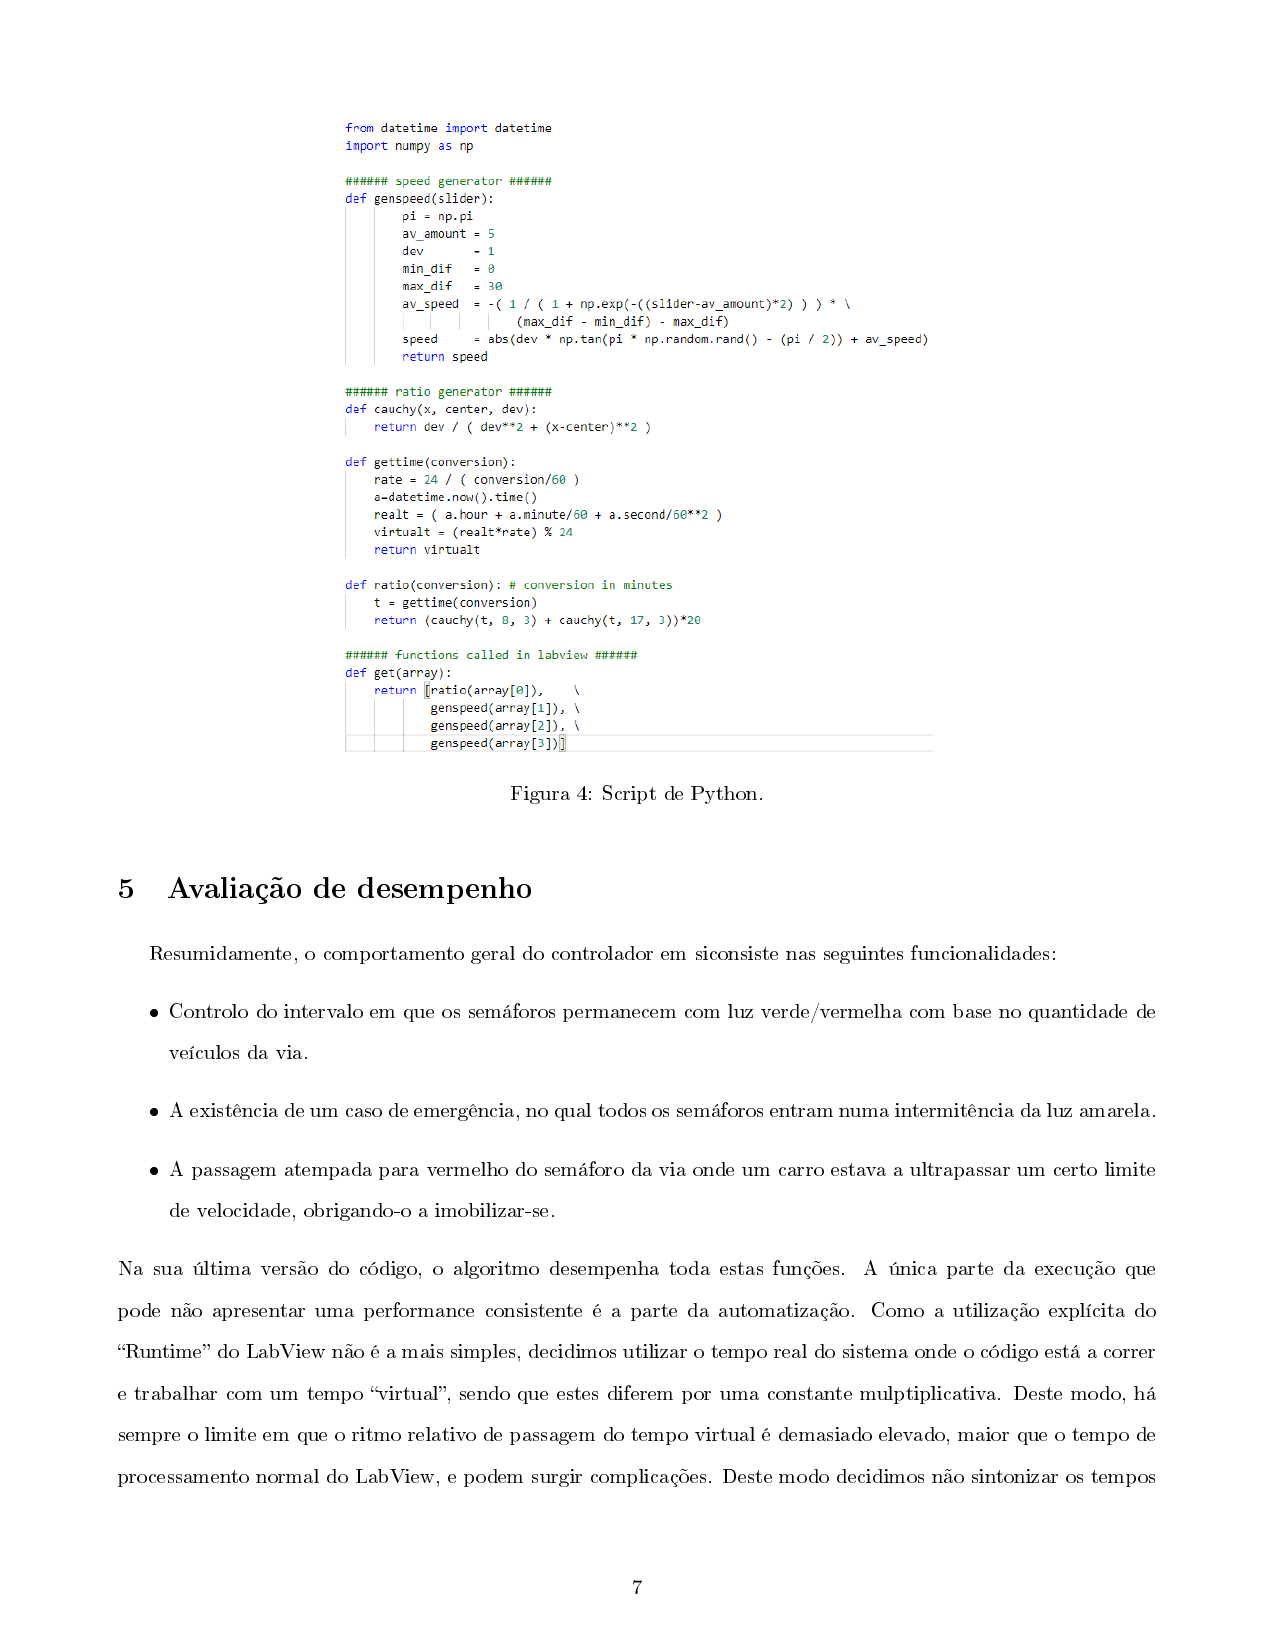 from datetime import datetime
import numpy as np
###### speed generator ######
def genspeed(slider):
pi = np.pi
av_amount = 5
dev = 1
min_dif = 0
max_dif = 30
av_speed = -( 1 / ( 1 + np.exp(-((slider-av_amount)*2) ) ) * \
(max_dif - min_dif) - max_dif)
speed = abs(dev * np.tan(pi * np.random.rand() - (pi / 2)) + av_speed)
return speed
###### ratio generator ######
def cauchy(x, center, dev):
return dev / ( dev**2 + (x-center)**2 )
def gettime(conversion):
rate = 24 / ( conversion/60 )
a=datetime.now().time()
realt = ( a.hour + a.minute/60 + a.second/60**2 )
virtualt = (realt*rate) % 24
return virtualt
def ratio(conversion): # conversion in minutes
t = gettime(conversion)
return (cauchy(t, 8, 3) + cauchy(t, 17, 3))*20
###### functions called in labview ######
def get(array):
return [ratio(array[0]), \
genspeed(array[1]), \
genspeed(array[2]), \
genspeed(array[3])]
Figura 4: Script de Python.
5 Avaliação de desempenho
Resumidamente, o comportamento geral do controlador em siconsiste nas seguintes funcionalidades:
• Controlo do intervalo em que os semáforos permanecem com luz verde/vermelha com base no quantidade de
veículos da via.
• A existência de um caso de emergência, no qual todos os semáforos entram numa intermitência da luz amarela.
• A passagem atempada para vermelho do semáforo da via onde um carro estava a ultrapassar um certo limite
de velocidade, obrigando-o a imobilizar-se.
Na sua última versão do código, o algoritmo desempenha toda estas funções. A única parte da execução que
pode não apresentar uma performance consistente é a parte da automatização. Como a utilização explícita do
“Runtime” do LabView não é a mais simples, decidimos utilizar o tempo real do sistema onde o código está a correr
e trabalhar com um tempo “virtual”, sendo que estes diferem por uma constante mulptiplicativa. Deste modo, há
sempre o limite em que o ritmo relativo de passagem do tempo virtual é demasiado elevado, maior que o tempo de
processamento normal do LabView, e podem surgir complicações. Deste modo decidimos não sintonizar os tempos
7